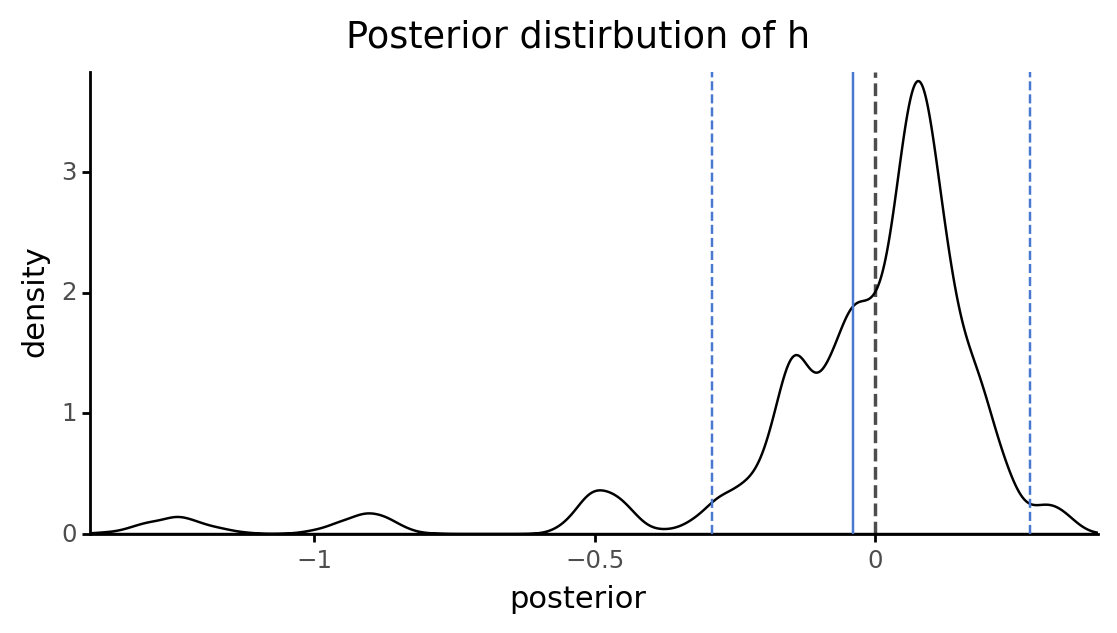 Posterior distirbution of h
density
3
2
1
0
−1
−0.5
0
posterior